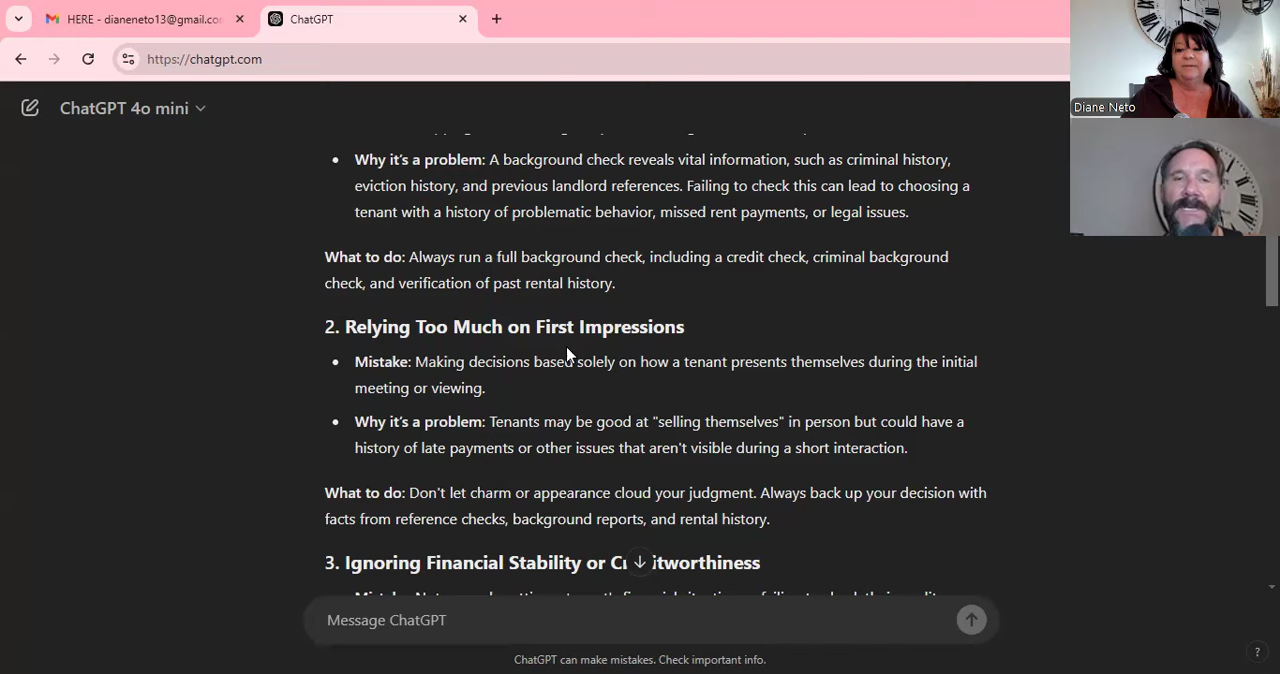 HERE - dianeneto13@gmail.co
ChatGPT
https://chatgpt.com
Diane Neto
ChatGPT 4o mini
Why it's a problem: A background check reveals vital information, such as criminal history,
eviction history, and previous landlord references. Failing to check this can lead to choosing a
tenant with a history of problematic behavior, missed rent payments, or legal issues.
What to do: Always run a full background check, including a credit check, criminal background
check, and verification of past rental history.
2. Relying Too Much on First Impressions
Mistake: Making decisions based solely on how a tenant presents themselves during the initial
meeting or viewing.
Why it's a problem: Tenants may be good at "selling themselves" in person but could have a
history of late payments or other issues that aren't visible during a short interaction.
What to do: Don't let charm or appearance cloud your judgment. Always back up your decision with
facts from reference checks, background reports, and rental history.
3. Ignoring Financial Stability or C itworthiness
Message ChatGPT
ChatGPT can make mistakes. Check important info.
?